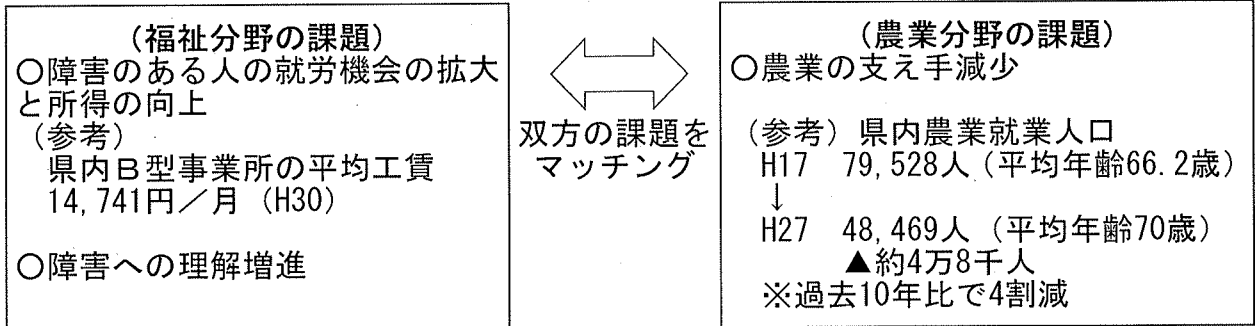 (福祉分野の課題)
○障害のある人の就労機会の拡大
と所得の向上
(参考)
県内B型事業所の平均工賃
14,741円/月 (H30)
○障害への理解増進
双方の課題を
マッチング
(農業分野の課題)
○農業の支え手減少
(参考) 県内農業就業人口
H17 79,528人 (平均年齢66.2歳)
↓
H27 48,469人 (平均年齢70歳)
▲約4万8千人
※過去10年比で4割減